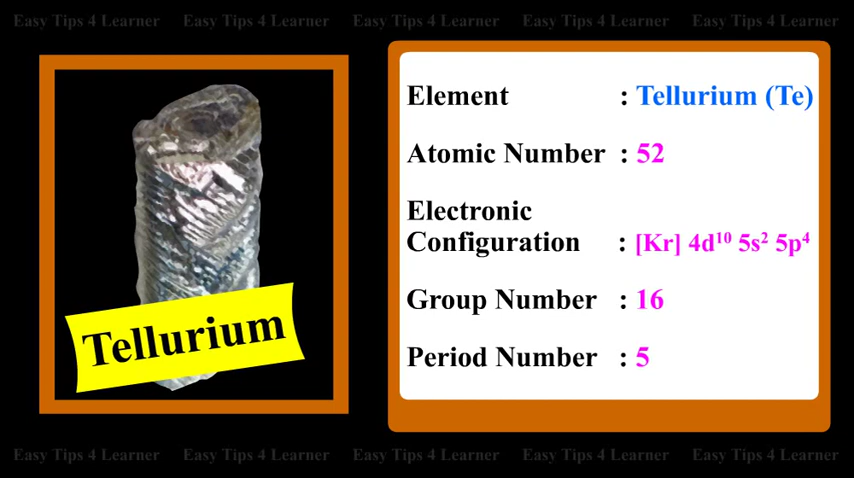 Easy Tips 4 Learner Easy Tips 4 Learner Easy Tips 4 Learner Easy Tips 4 Learner Easy Tips 4 Learner
Tellurium
Element : Tellurium (Te)
Atomic Number : 52
Electronic
Configuration : [Kr] 4d¹⁰ 5s² 5p⁴
Group Number : 16
Period Number : 5
Easy Tips 4 Learner Easy Tips 4 Learner Easy Tips 4 Learner Easy Tips 4 Learner Easy Tips 4 Learner